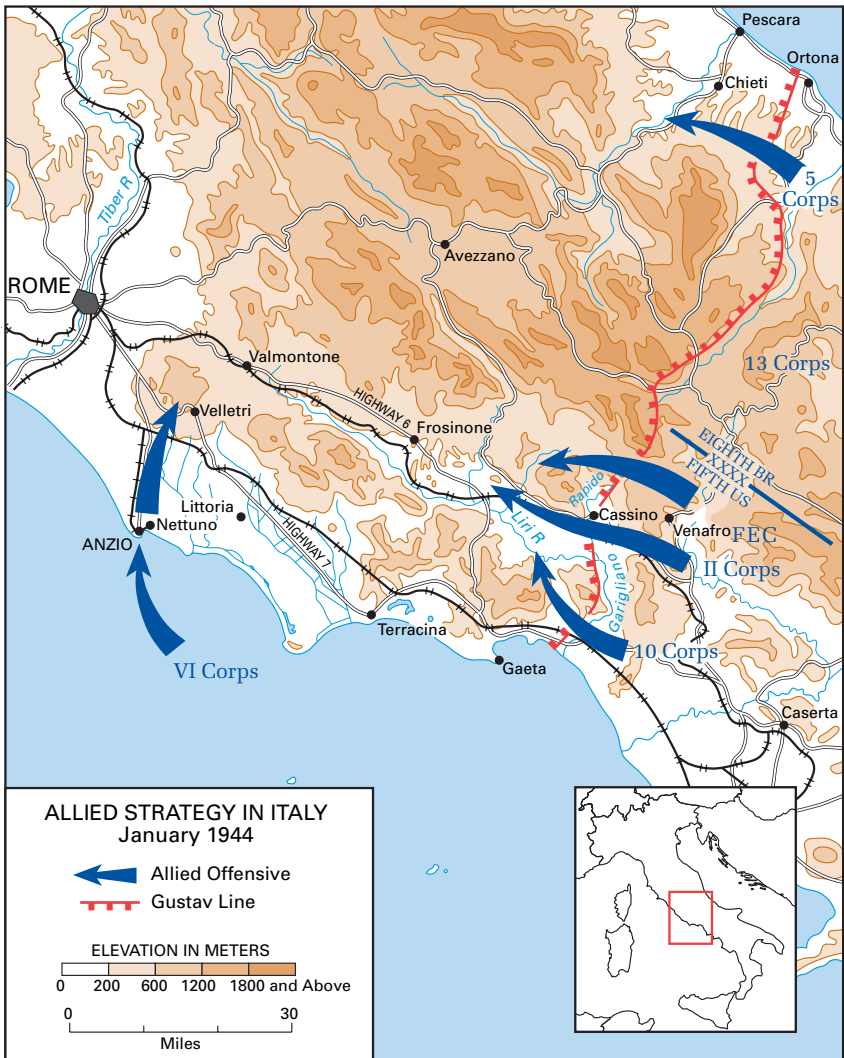 Pescara
Ortona
Chieti
5
Corps
Tiber R
Avezzano
ROME
13 Corps
Valmontone
HIGHWAY 6
Velletri
Frosinone
EIGHTH BR
XXXX
FIFTH US
Rapido
Littoria
Nettuno
ANZIO
HIGHWAY 7
Liri R
Cassino
Venafro
FEC
II Corps
Garigliano
Terracina
10 Corps
VI Corps
Gaeta
Caserta
ALLIED STRATEGY IN ITALY
January 1944
Allied Offensive
Gustav Line
ELEVATION IN METERS
0 200 600 1200 1800 and Above
0 30
Miles